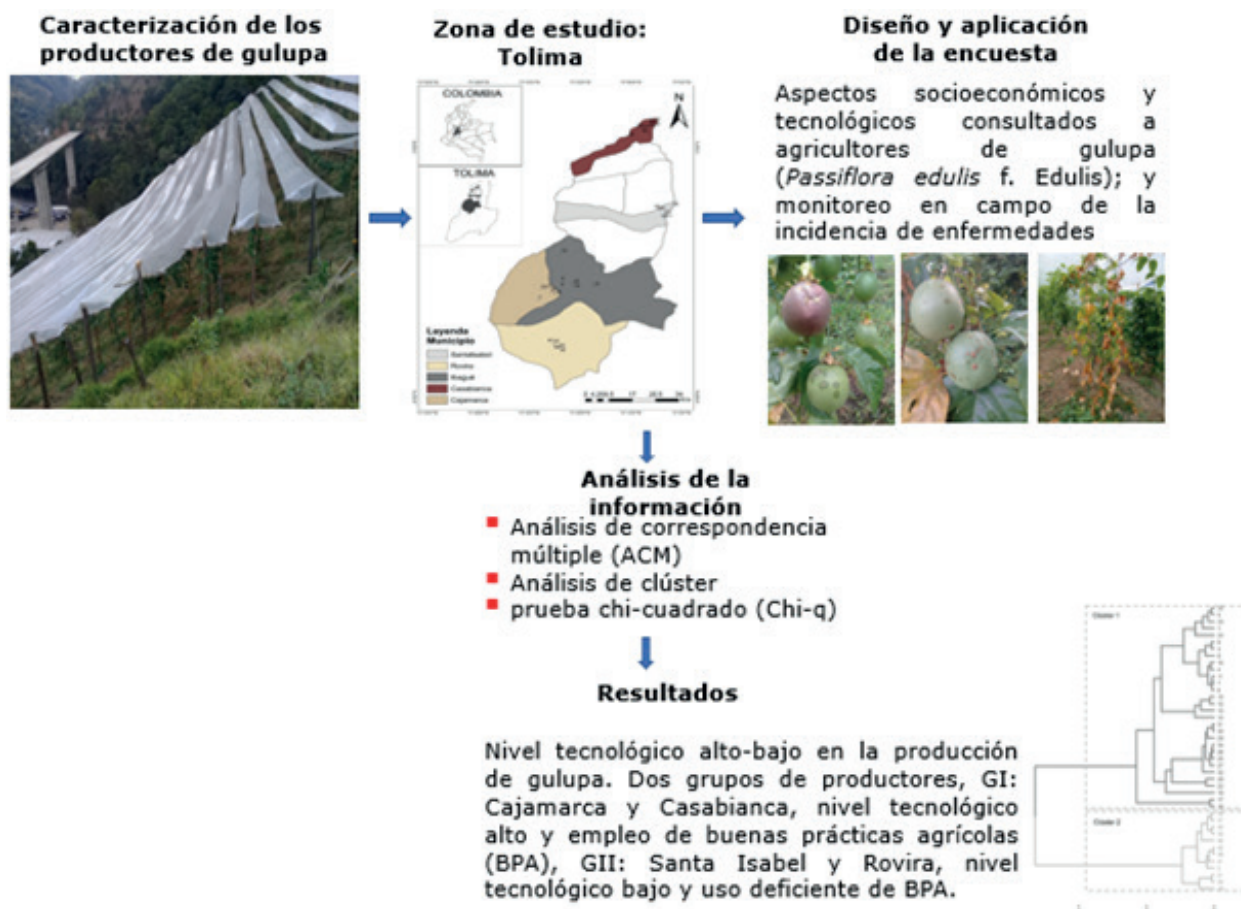 Caracterización de los
productores de gulupa
Zona de estudio:
Tolima
COLOMBIA
TOLIMA
N
Leyenda
Municipio
Rovira
Ibagué
Casabianca
Cajamarca
Diseño y aplicación
de la encuesta
Aspectos socioeconómicos y
tecnológicos consultados a
agricultores de gulupa
(Passiflora edulis f. Edulis); y
monitoreo en campo de la
incidencia de enfermedades
Análisis de la
información
Análisis de correspondencia
múltiple (ACM)
Análisis de clúster
prueba chi-cuadrado (Chi-q)
Resultados
Nivel tecnológico alto-bajo en la producción
de gulupa. Dos grupos de productores, GI:
Cajamarca y Casabianca, nivel tecnológico
alto y empleo de buenas prácticas agrícolas
(BPA), GII: Santa Isabel y Rovira, nivel
tecnológico bajo y uso deficiente de BPA.
Cluster 1
Cluster 2